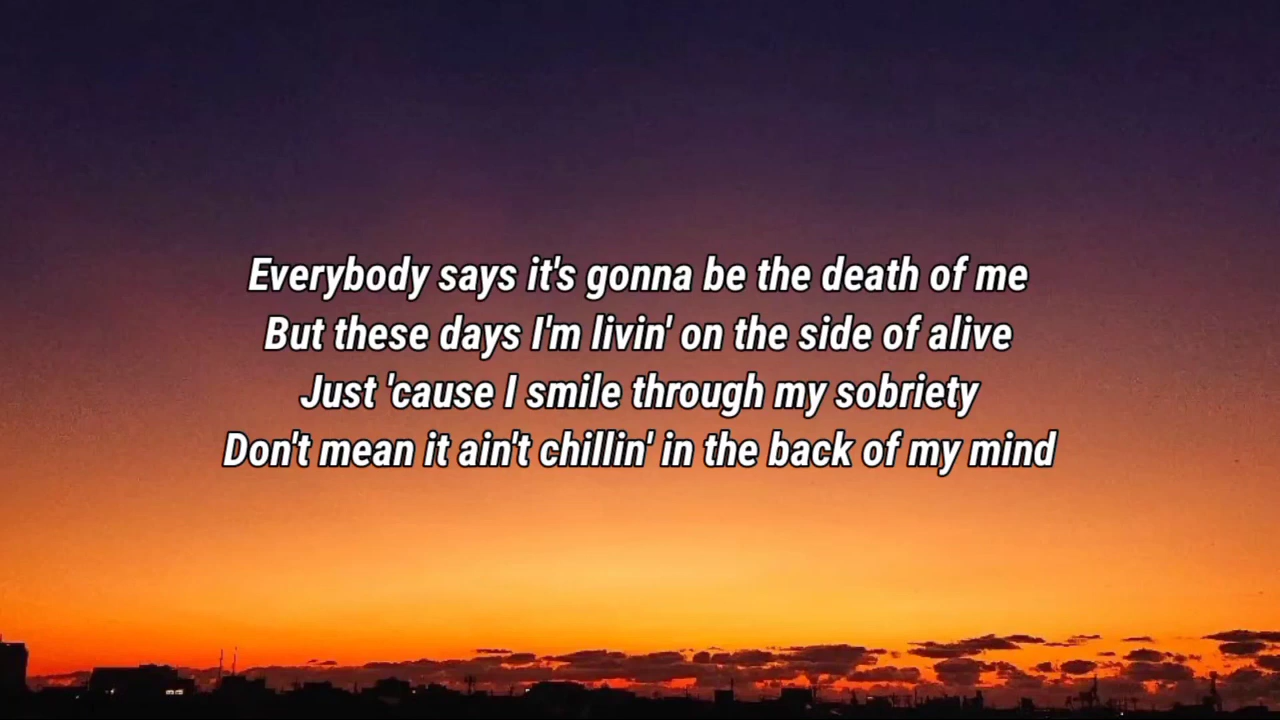 Everybody says it's gonna be the death of me
But these days I'm livin' on the side of alive
Just 'cause I smile through my sobriety
Don't mean it ain't chillin' in the back of my mind